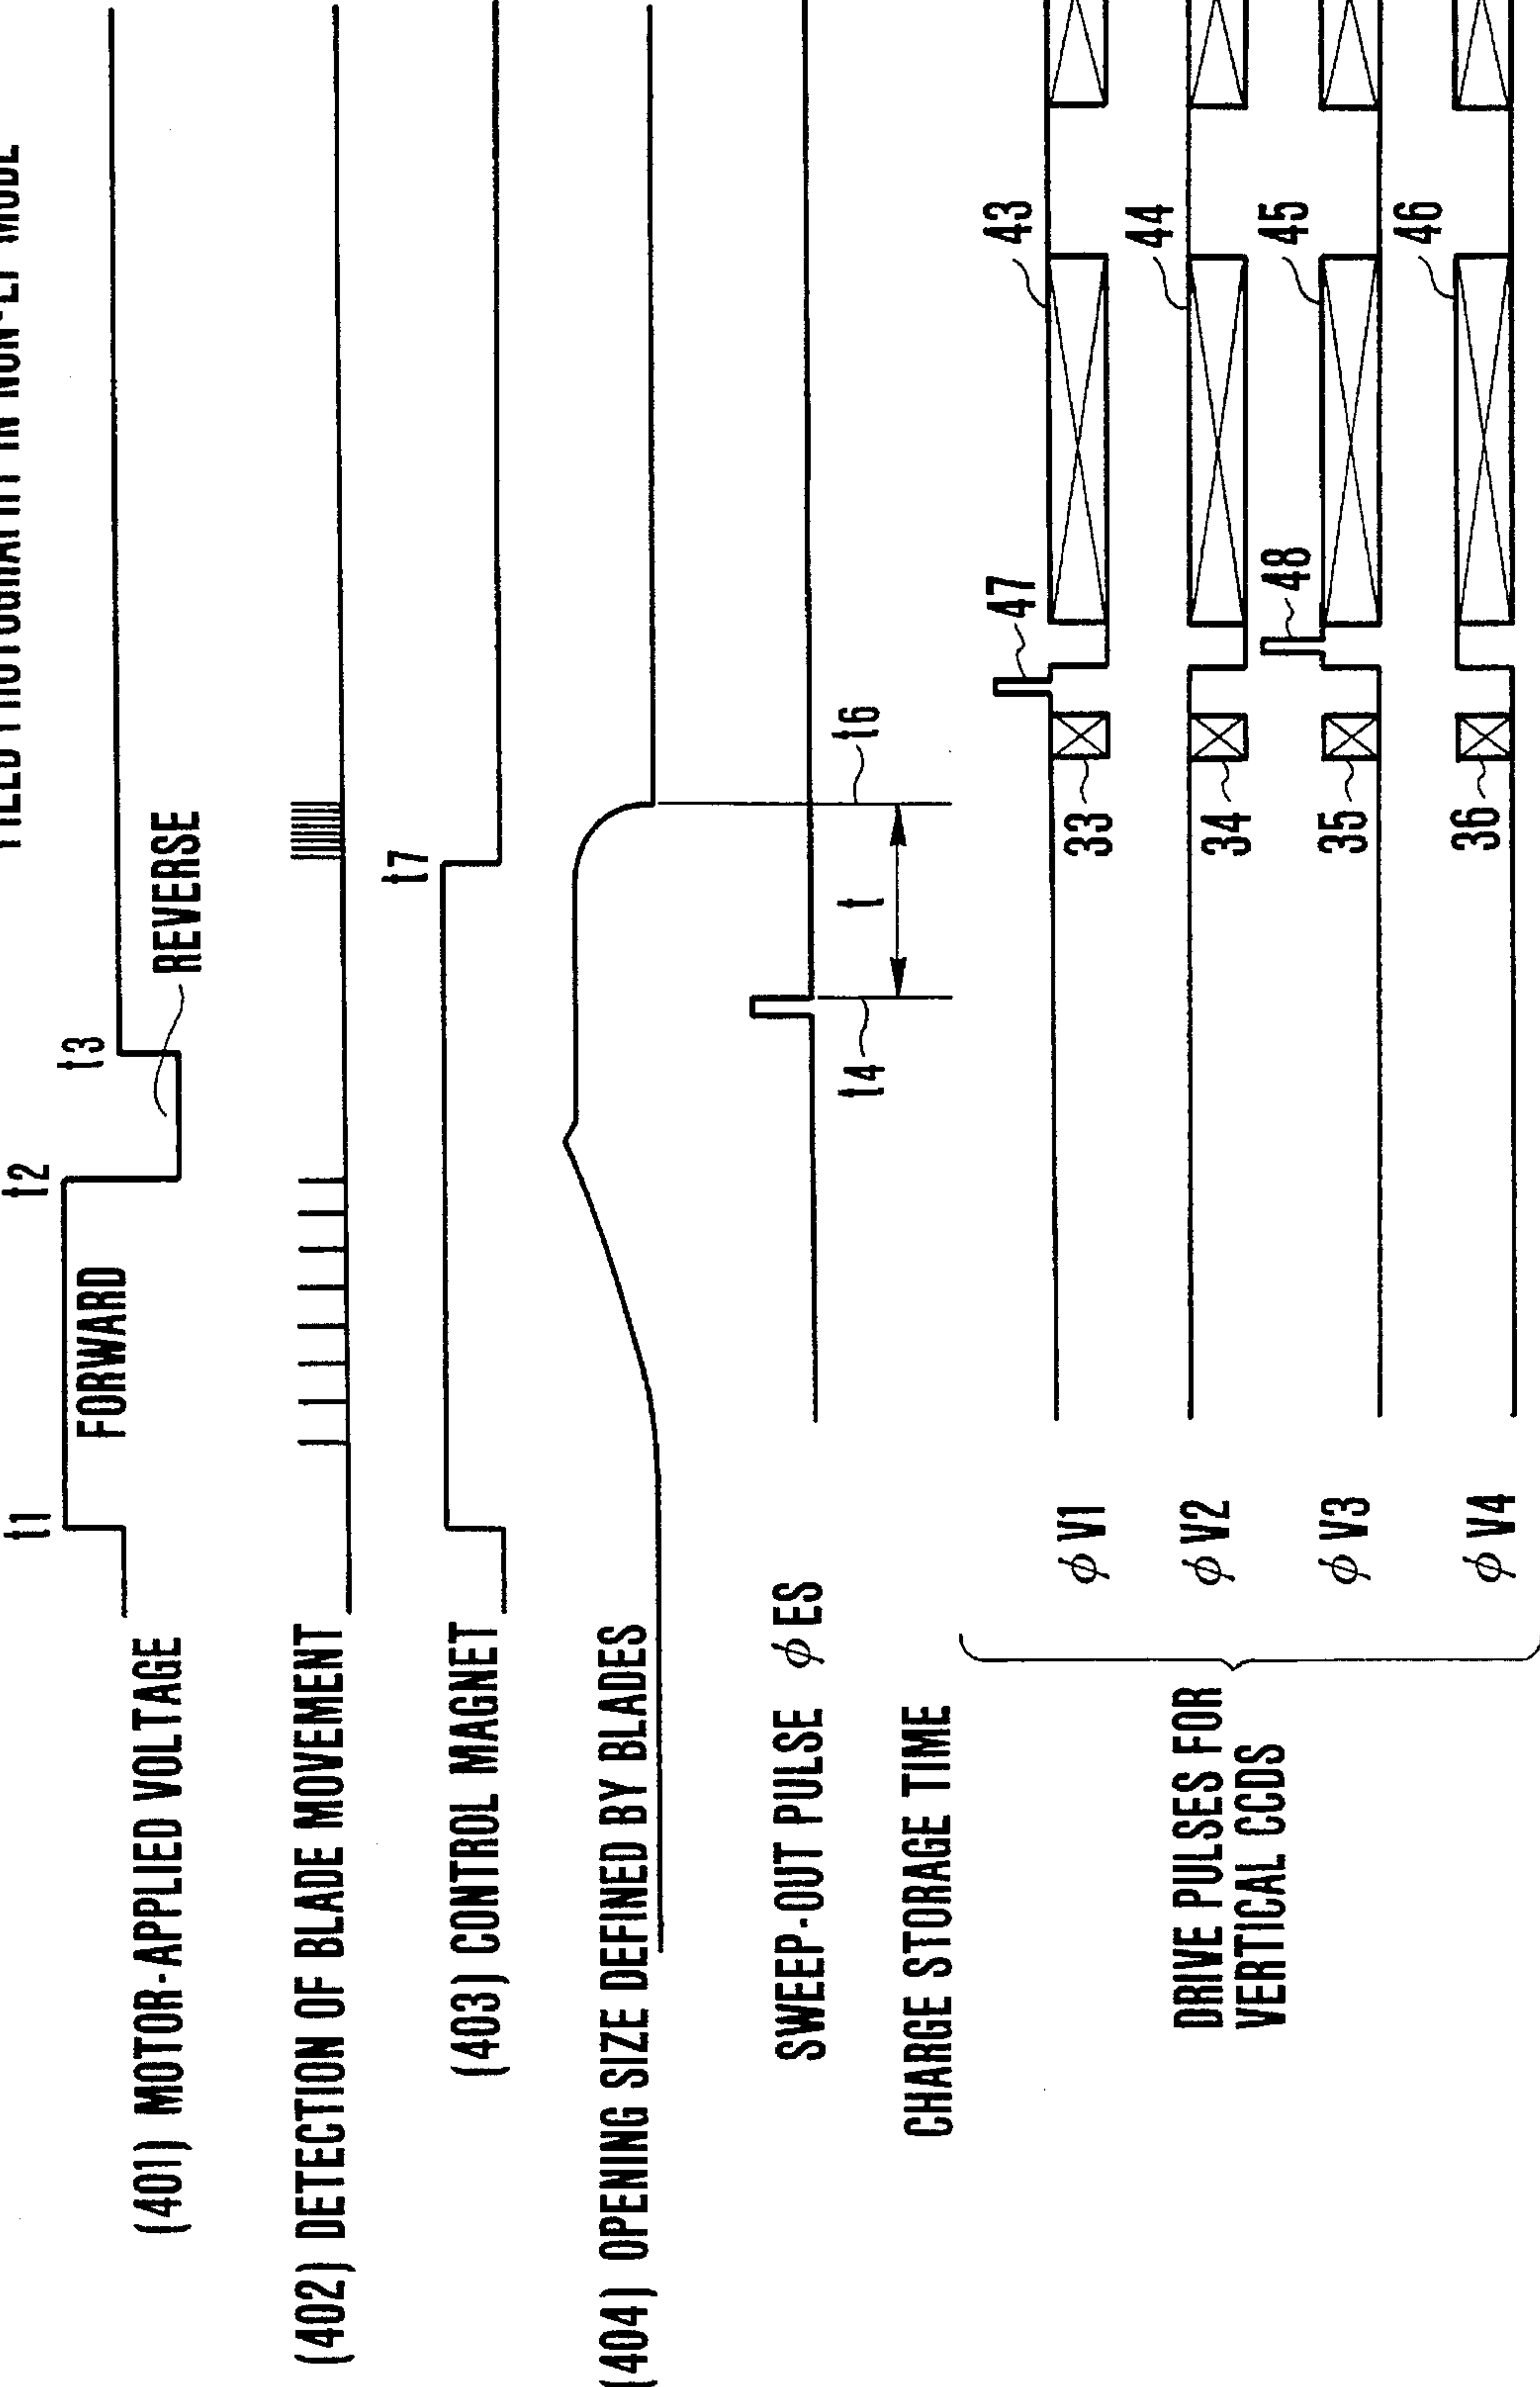 FIELD PHOTOGRAPHY IN NON-EF MODE
t1
t2
t3
FORWARD
REVERSE
(401) MOTOR-APPLIED VOLTAGE
(402) DETECTION OF BLADE MOVEMENT
t7
(403) CONTROL MAGNET
(404) OPENING SIZE DEFINED BY BLADES
SWEEP-OUT PULSE φES
t4
t
t6
CHARGE STORAGE TIME
DRIVE PULSES FOR
VERTICAL CCDS
φV1
33
47
43
φV2
34
44
φV3
35
48
45
φV4
36
46